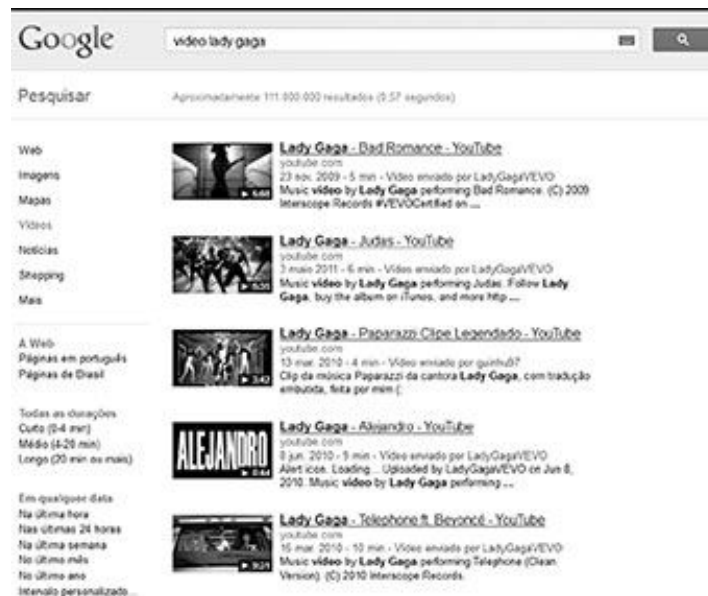 Google
video lady gaga
Pesquisar
Aproximadamente 111.000.000 resultados (0,57 segundos)
Web
Imagens
Mapas
Vídeos
Notícias
Shopping
Mais
A Web
Páginas em português
Páginas de Brasil
Todas as durações
Curto (0-4 min)
Médio (4-20 min)
Longo (20 min ou mais)
Em qualquer data
Na última hora
Nas últimas 24 horas
Na última semana
No último mês
No último ano
Intervalo personalizado...
Lady Gaga - Bad Romance - YouTube
youtube.com
23 nov. 2009 - 5 min - Vídeo enviado por LadyGagaVEVO
Music video by Lady Gaga performing Bad Romance. (C) 2009
Interscope Records #VEVOCertified on ...
Lady Gaga - Judas - YouTube
youtube.com
3 maio 2011 - 6 min - Vídeo enviado por LadyGagaVEVO
Music video by Lady Gaga performing Judas. Follow Lady
Gaga, buy the album on iTunes, and more http ...
Lady Gaga - Paparazzi Clipe Legendado - YouTube
youtube.com
13 mar. 2010 - 4 min - Vídeo enviado por
Clip da música Paparazzi da cantora Lady Gaga, com tradução
embutida, feita por mim (:
3:42
ALEJANDRO
Lady Gaga - Alejandro - YouTube
youtube.com
8 jun. 2010 - 9 min - Vídeo enviado por LadyGagaVEVO
Alert icon. Loading... Uploaded by LadyGagaVEVO on Jun 8,
2010. Music video by Lady Gaga performing ...
8:44
Lady Gaga - Telephone ft. Beyoncé - YouTube
youtube.com
15 mar. 2010 - 10 min - Vídeo enviado por LadyGagaVEVO
Music video by Lady Gaga performing Telephone (Clean
Version). (C) 2010 Interscope Records.